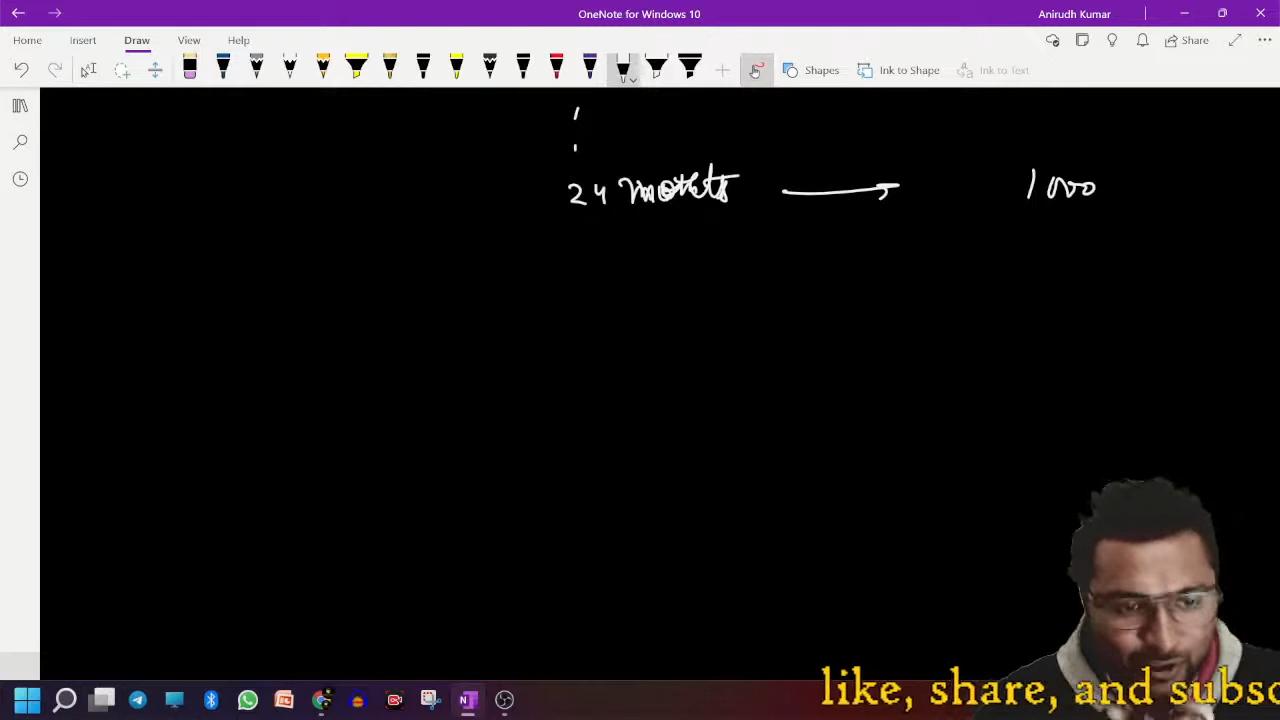 OneNote for Windows 10
Anirudh Kumar
Home Insert Draw View Help
Share
Shapes Ink to Shape Ink to Text
24 months 1000
like, share, and subsc